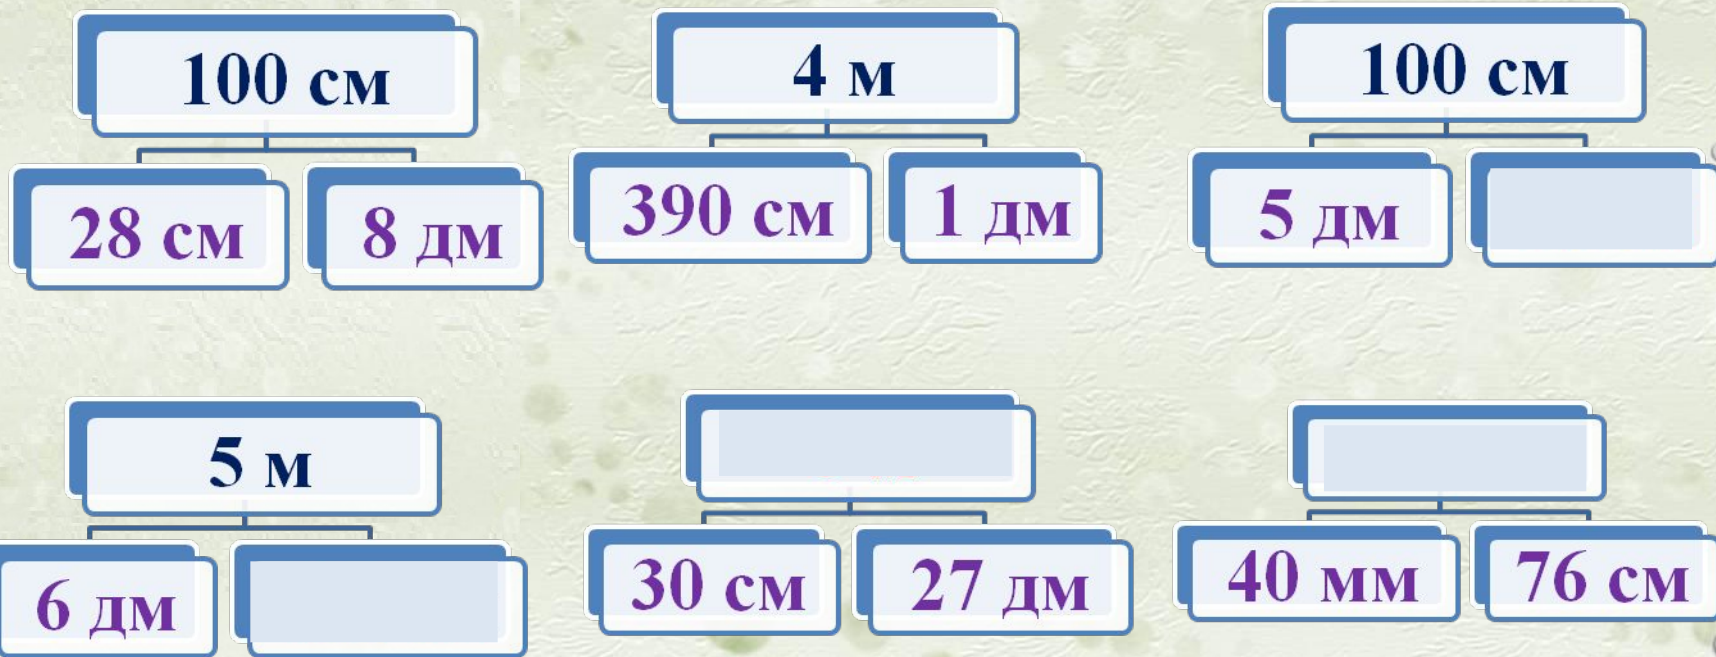 100 см
28 см
8 дм
4 м
390 см
1 дм
100 см
5 дм
5 м
6 дм
30 см
27 дм
40 мм
76 см